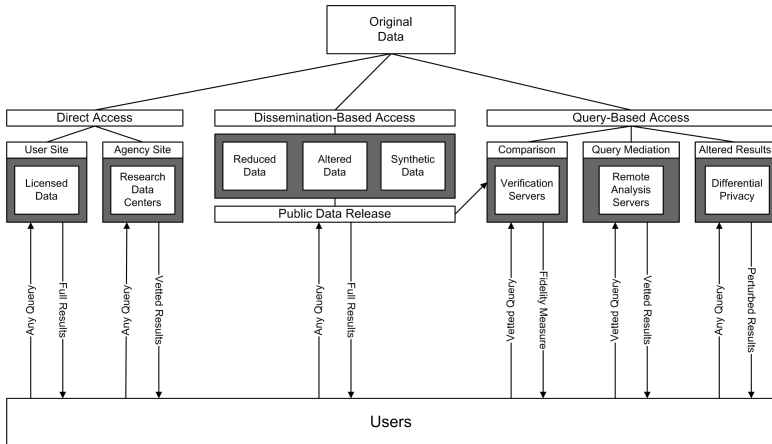 Original
Data
Direct Access
Dissemination-Based Access
Query-Based Access
User Site
Agency Site
Comparison
Query Mediation
Altered Results
Licensed
Data
Research
Data
Centers
Reduced
Data
Altered
Data
Synthetic
Data
Verification
Servers
Remote
Analysis
Servers
Differential
Privacy
Public Data Release
Any Query
Full Results
Any Query
Vetted Results
Any Query
Full Results
Vetted Query
Fidelity Measure
Vetted Query
Vetted Results
Any Query
Perturbed Results
Users